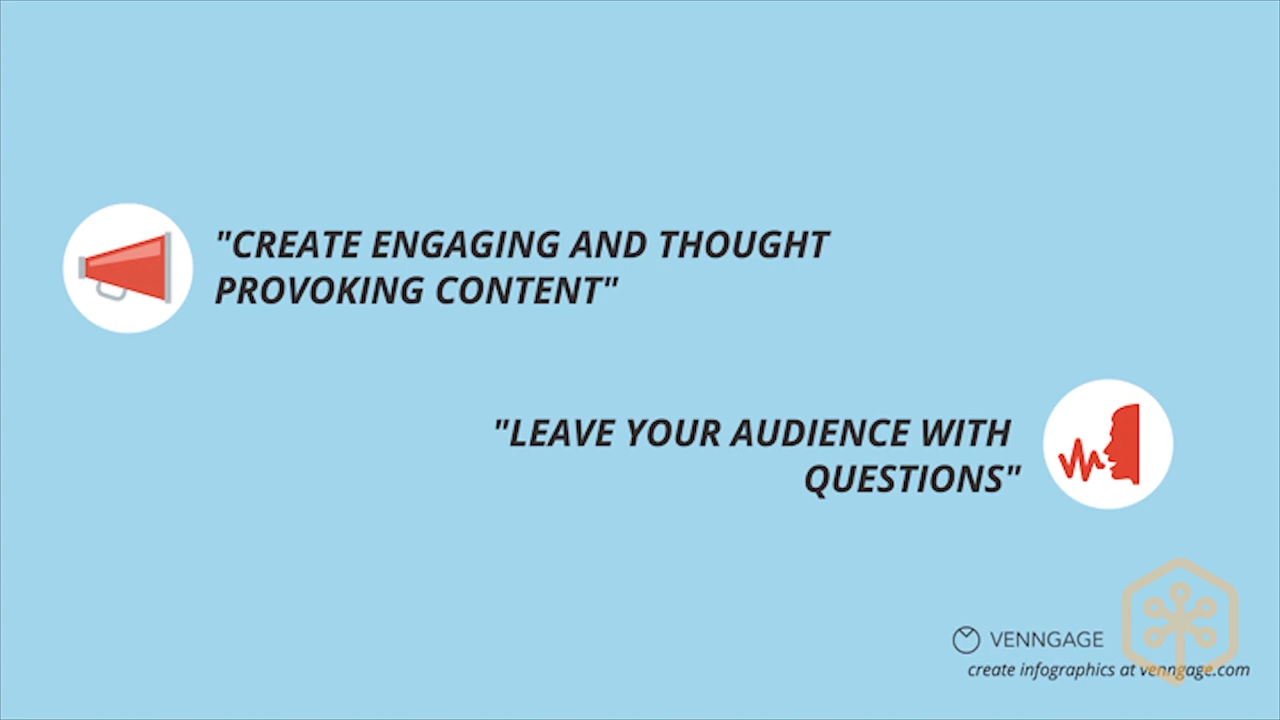 "CREATE ENGAGING AND THOUGHT
PROVOKING CONTENT"
"LEAVE YOUR AUDIENCE WITH
QUESTIONS"
VENNGAGE
create infographics at venngage.com